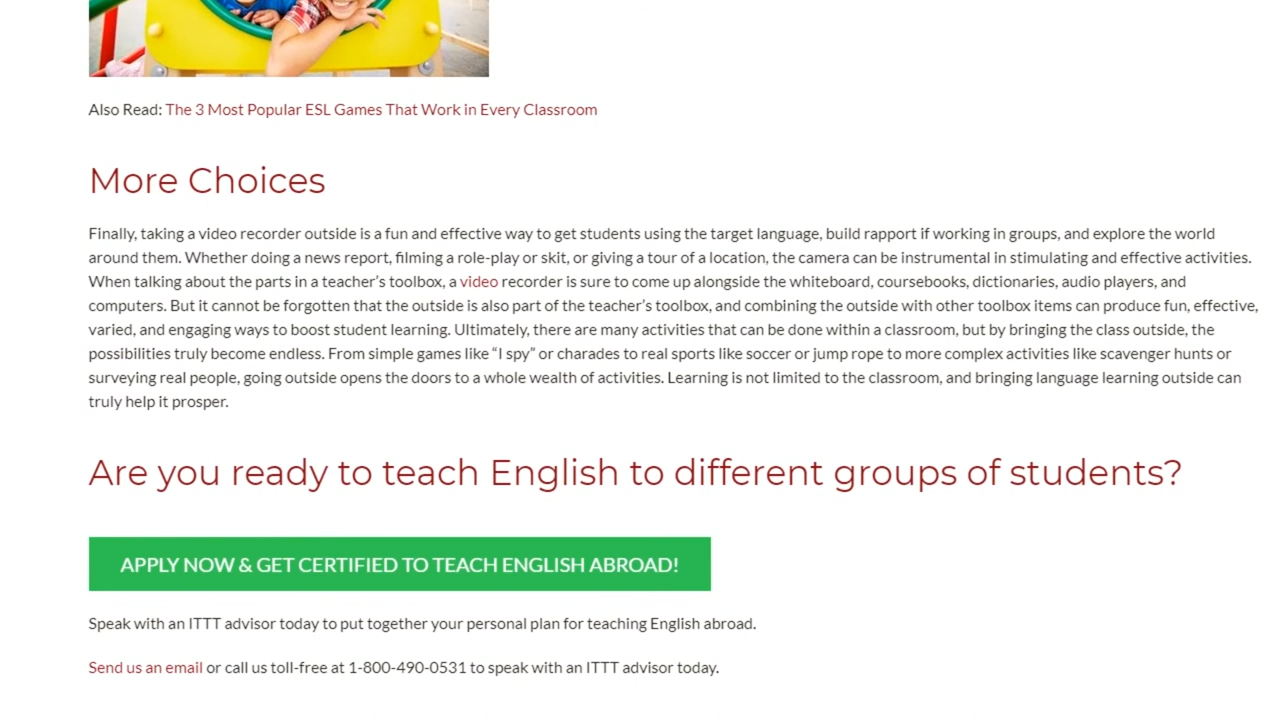 Also Read: The 3 Most Popular ESL Games That Work in Every Classroom
More Choices
Finally, taking a video recorder outside is a fun and effective way to get students using the target language, build rapport if working in groups, and explore the world
around them. Whether doing a news report, filming a role-play or skit, or giving a tour of a location, the camera can be instrumental in stimulating and effective activities.
When talking about the parts in a teacher's toolbox, a video recorder is sure to come up alongside the whiteboard, coursebooks, dictionaries, audio players, and
computers. But it cannot be forgotten that the outside is also part of the teacher's toolbox, and combining the outside with other toolbox items can produce fun, effective,
varied, and engaging ways to boost student learning. Ultimately, there are many activities that can be done within a classroom, but by bringing the class outside, the
possibilities truly become endless. From simple games like “I spy” or charades to real sports like soccer or jump rope to more complex activities like scavenger hunts or
surveying real people, going outside opens the doors to a whole wealth of activities. Learning is not limited to the classroom, and bringing language learning outside can
truly help it prosper.
Are you ready to teach English to different groups of students?
APPLY NOW & GET CERTIFIED TO TEACH ENGLISH ABROAD!
Speak with an ITTT advisor today to put together your personal plan for teaching English abroad.
Send us an email or call us toll-free at 1-800-490-0531 to speak with an ITTT advisor today.